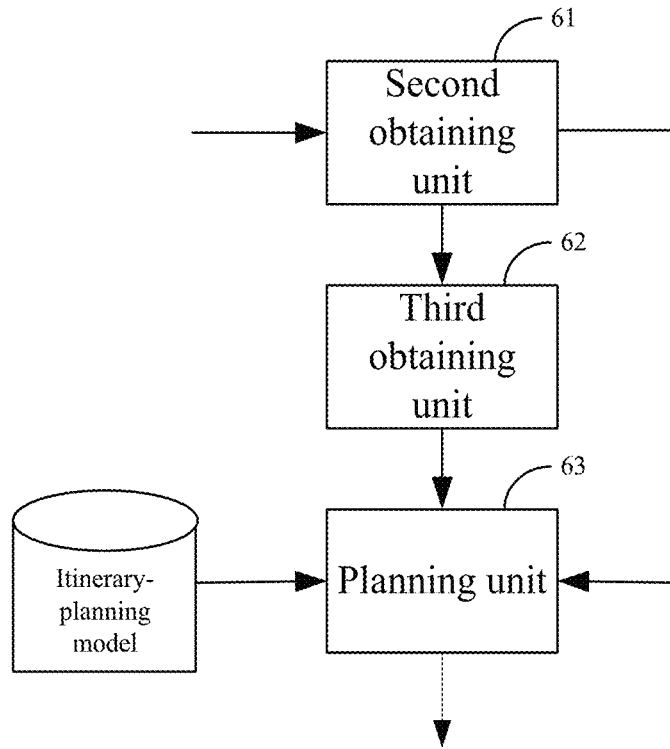 61
Second
obtaining
unit
62
Third
obtaining
unit
63
Planning unit
Itinerary-
planning
model